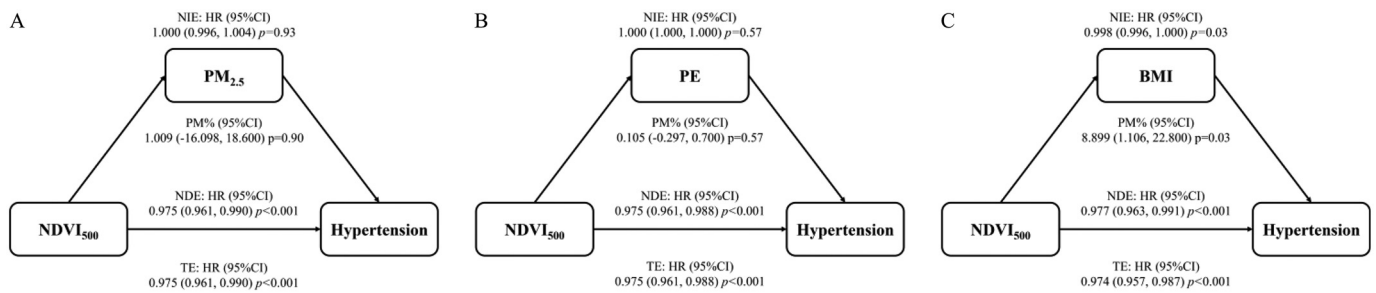 A
NIE: HR (95%CI)
1.000 (0.996, 1.004) p=0.93
PM2.5
PM% (95%CI)
1.009 (-16.098, 18.600) p=0.90
NDE: HR (95%CI)
0.975 (0.961, 0.990) p<0.001
NDVI500
Hypertension
TE: HR (95%CI)
0.975 (0.961, 0.990) p<0.001
B
NIE: HR (95%CI)
1.000 (1.000, 1.000) p=0.57
PE
PM% (95%CI)
0.105 (-0.297, 0.700) p=0.57
NDE: HR (95%CI)
0.975 (0.961, 0.988) p<0.001
NDVI500
Hypertension
TE: HR (95%CI)
0.975 (0.961, 0.988) p<0.001
C
NIE: HR (95%CI)
0.998 (0.996, 1.000) p=0.03
BMI
PM% (95%CI)
8.899 (1.106, 22.800) p=0.03
NDE: HR (95%CI)
0.977 (0.963, 0.991) p<0.001
NDVI500
Hypertension
TE: HR (95%CI)
0.974 (0.957, 0.987) p<0.001